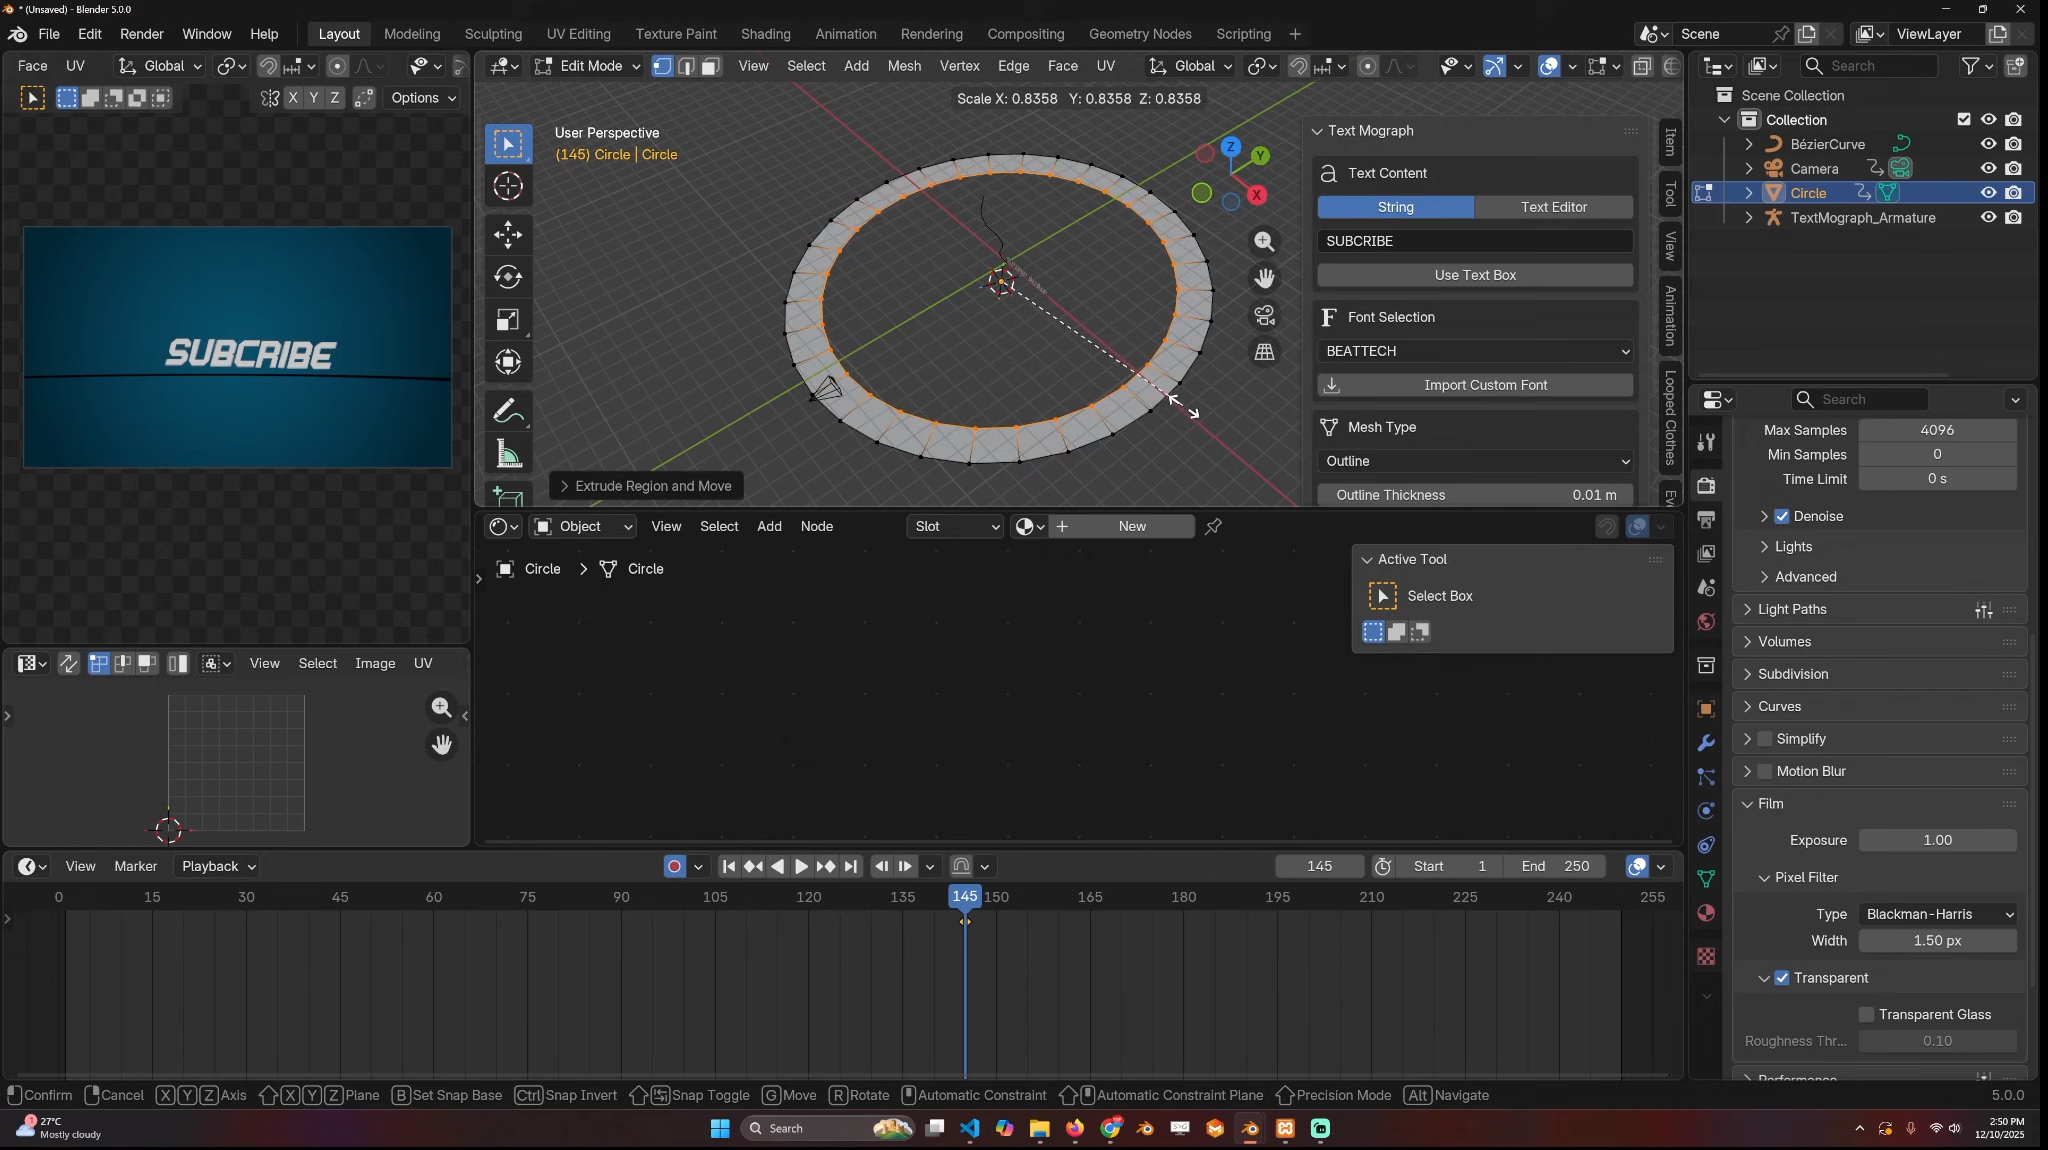 * (Unsaved) - Blender 5.0.0
File Edit Render Window Help
Layout Modeling Sculpting UV Editing Texture Paint Shading Animation Rendering Compositing Geometry Nodes Scripting
Scene ViewLayer
Face UV Global
X Y Z Options
Edit Mode View Select Add Mesh Vertex Edge Face UV Global
Scale X: 0.8358 Y: 0.8358 Z: 0.8358
User Perspective
(145) Circle | Circle
Z Y X
SUBCRIBE
Extrude Region and Move
Text Mograph
Text Content
String Text Editor
SUBCRIBE
Use Text Box
Font Selection
BEATTECH
Import Custom Font
Mesh Type
Outline
Outline Thickness 0.01 m
Item
Tool
View
Animation
Looped Clothes
Search
Scene Collection
Collection
BézierCurve
Camera
Circle
TextMograph_Armature
Search
Max Samples 4096
Min Samples 0
Time Limit 0 s
Denoise
Lights
Advanced
Light Paths
Volumes
Subdivision
Curves
Simplify
Motion Blur
Film
Exposure 1.00
Pixel Filter
Type Blackman-Harris
Width 1.50 px
Transparent
Transparent Glass
Roughness Thr... 0.10
Performance
Object View Select Add Node Slot New
Circle > Circle
Active Tool
Select Box
View Select Image UV
View Marker Playback 145 Start 1 End 250
0 15 30 45 60 75 90 105 120 135 145 150 165 180 195 210 225 240 255
Confirm Cancel X Y Z Axis X Y Z Plane B Set Snap Base Ctrl Snap Invert Snap Toggle G Move R Rotate Automatic Constraint Automatic Constraint Plane Precision Mode Alt Navigate 5.0.0
27°C
Mostly cloudy
Search
2:50 PM
12/10/2025